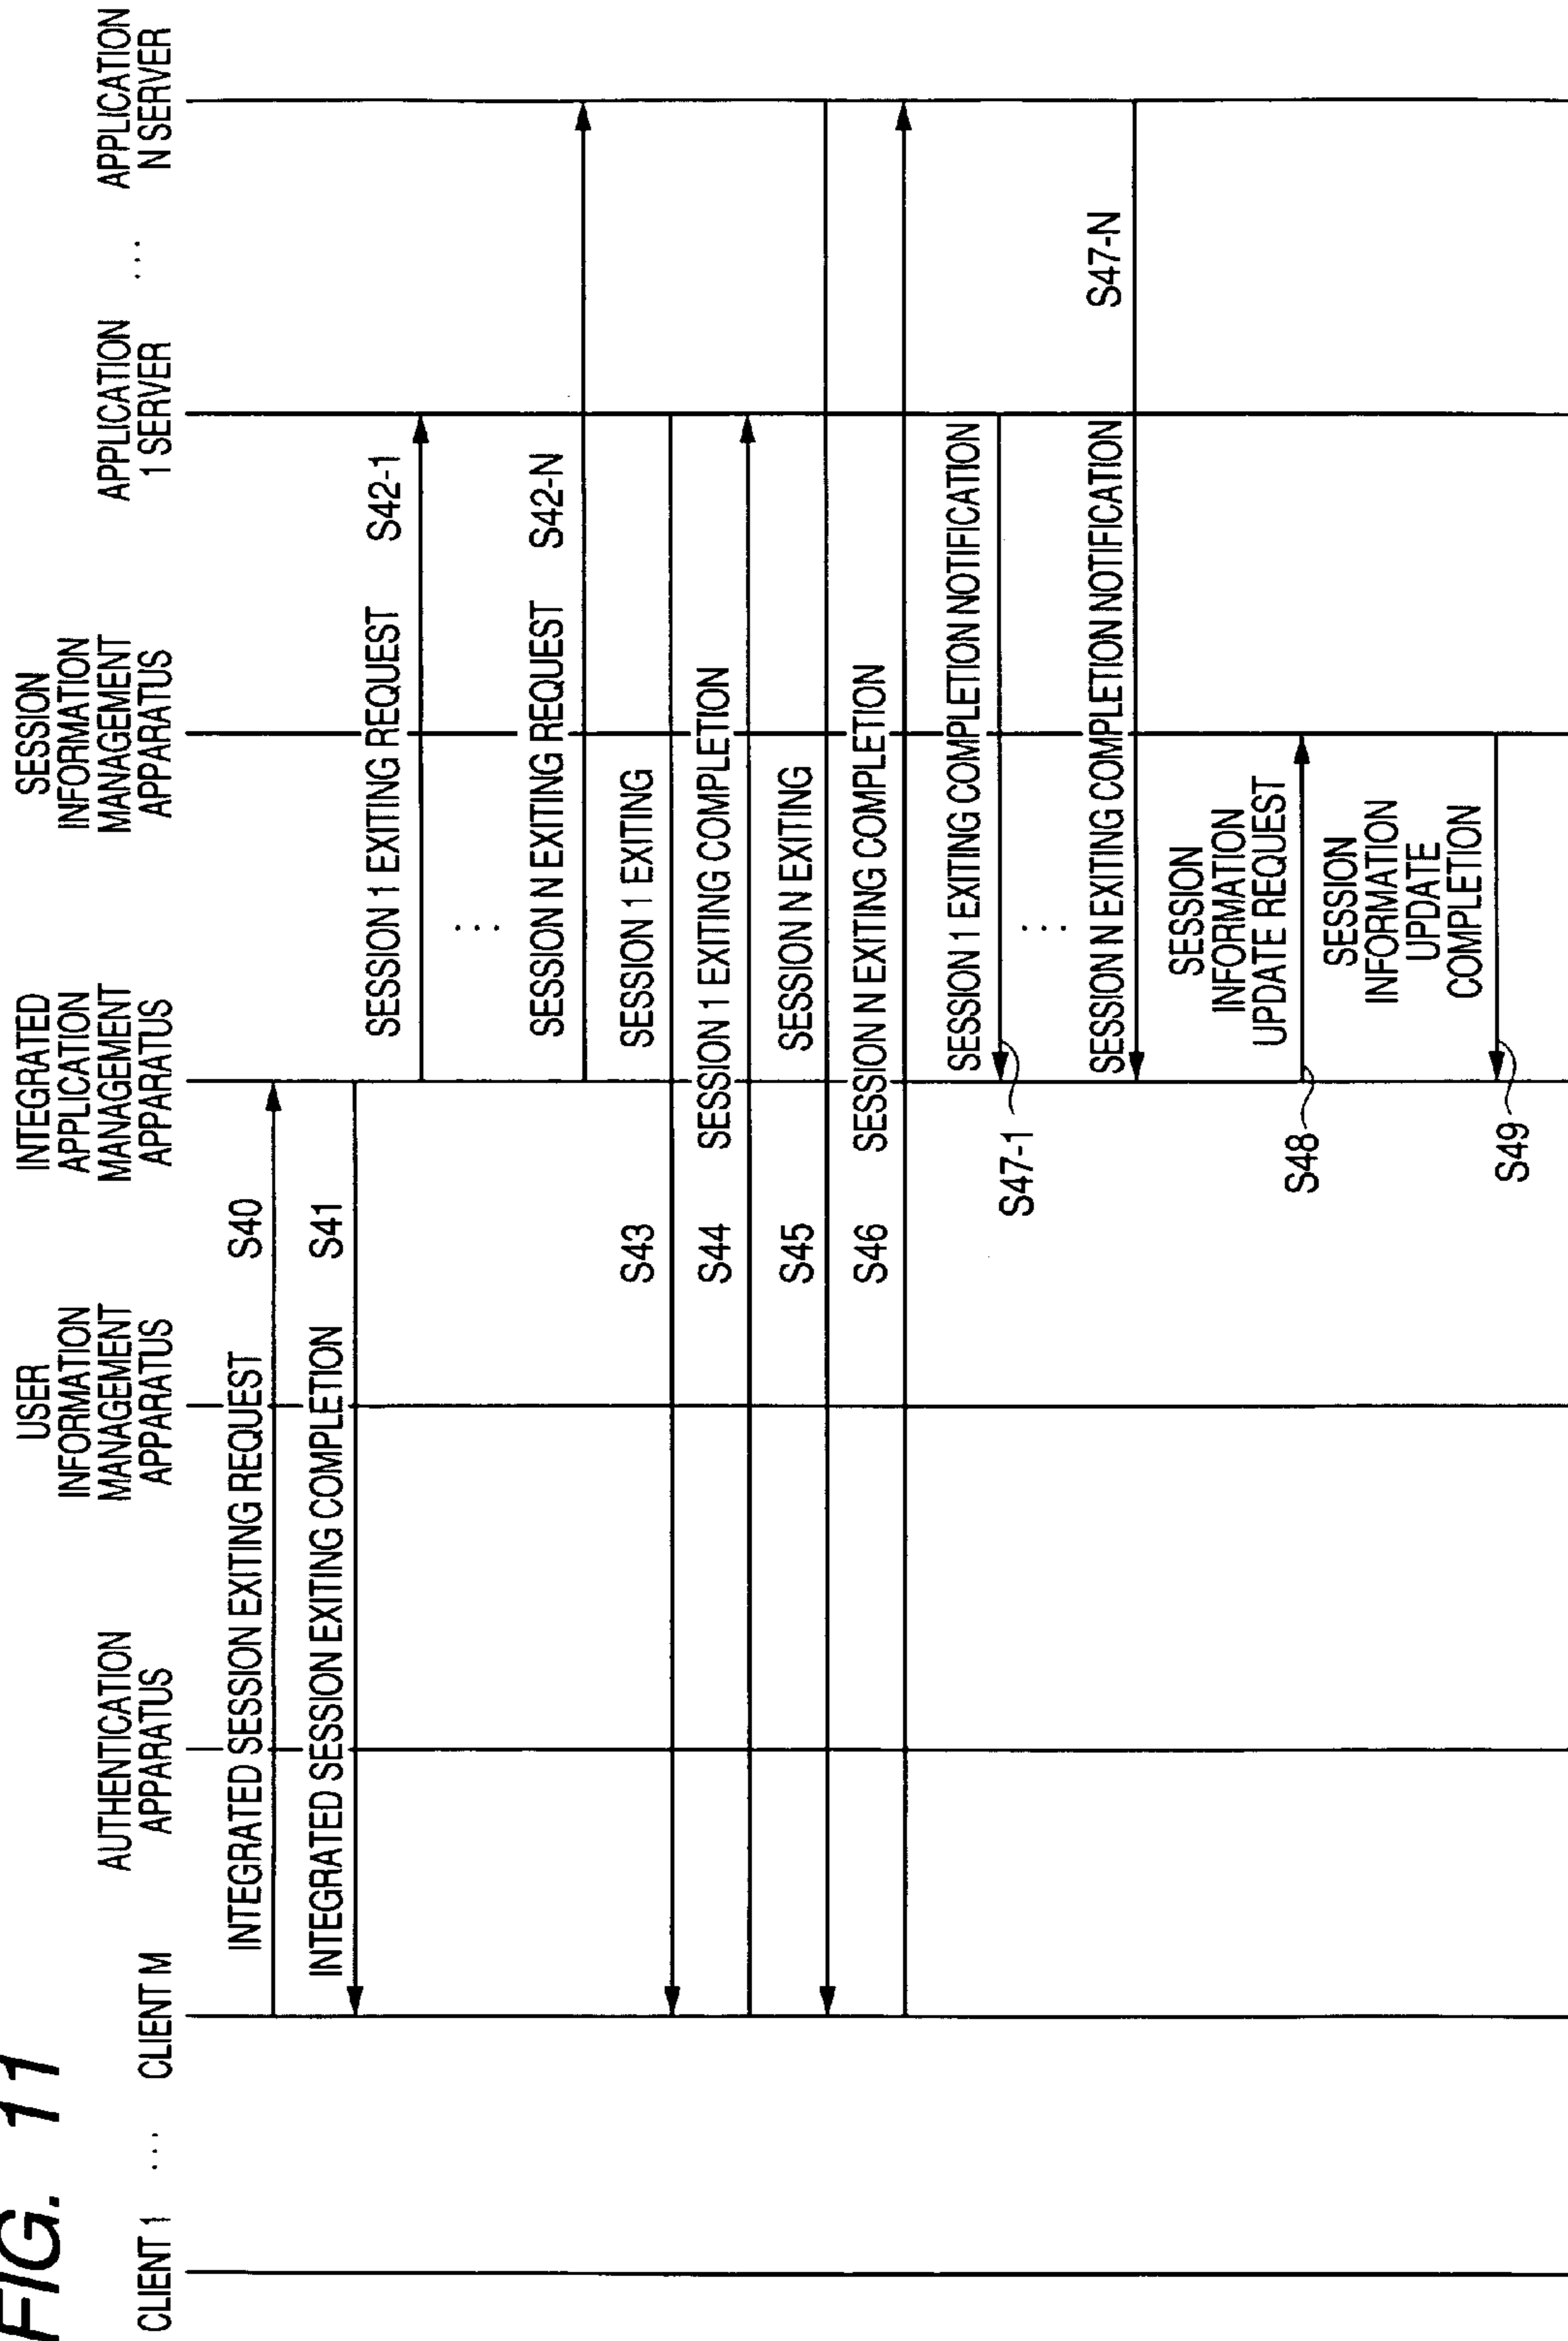 FIG. 11
CLIENT 1
...
CLIENT M
AUTHENTICATION
APPARATUS
USER
INFORMATION
MANAGEMENT
APPARATUS
INTEGRATED
APPLICATION
MANAGEMENT
APPARATUS
SESSION
INFORMATION
MANAGEMENT
APPARATUS
APPLICATION
1 SERVER
...
APPLICATION
N SERVER
INTEGRATED SESSION EXITING REQUEST
S40
INTEGRATED SESSION EXITING COMPLETION
S41
SESSION 1 EXITING REQUEST
S42-1
...
SESSION N EXITING REQUEST
S42-N
S43
SESSION 1 EXITING
S44
SESSION 1 EXITING COMPLETION
S45
SESSION N EXITING
S46
SESSION N EXITING COMPLETION
SESSION 1 EXITING COMPLETION NOTIFICATION
S47-1
...
SESSION N EXITING COMPLETION NOTIFICATION
S47-N
SESSION
INFORMATION
UPDATE REQUEST
S48
SESSION
INFORMATION
UPDATE
COMPLETION
S49